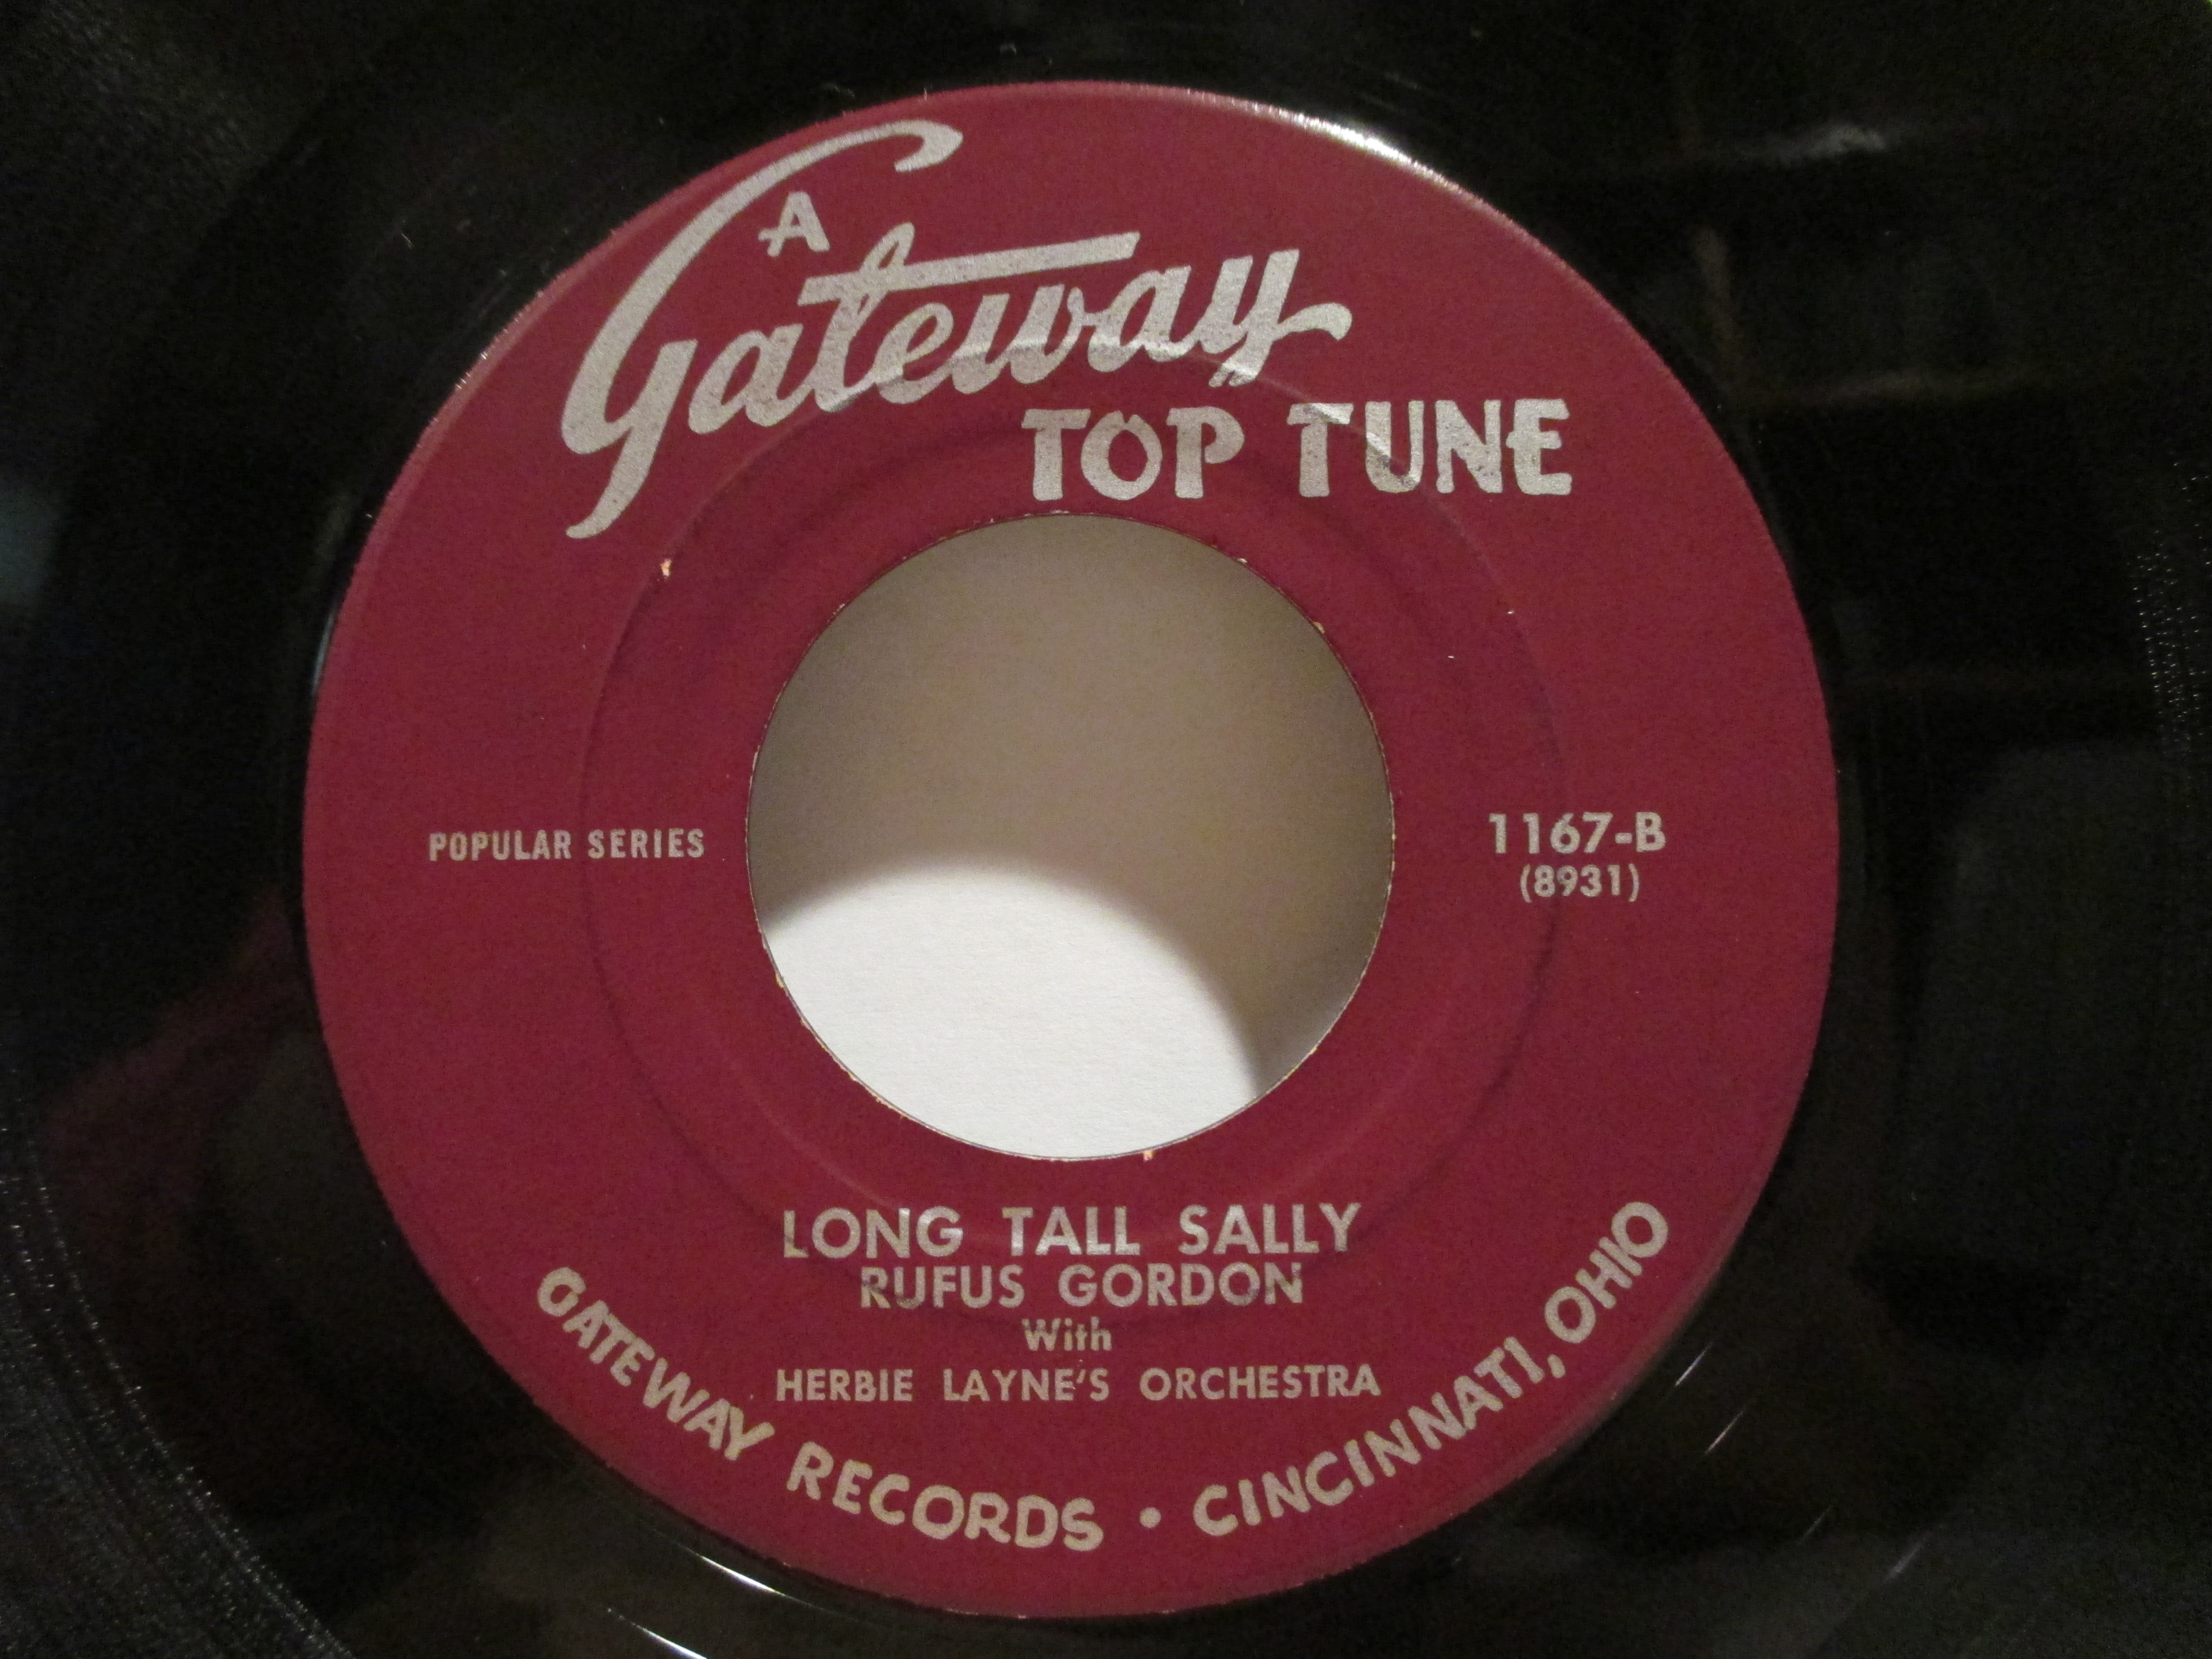 A
Gateway
TOP TUNE
POPULAR SERIES
1167-B
(8931)
LONG TALL SALLY
RUFUS GORDON
With
HERBIE LAYNE'S ORCHESTRA
GATEWAY RECORDS • CINCINNATI, OHIO